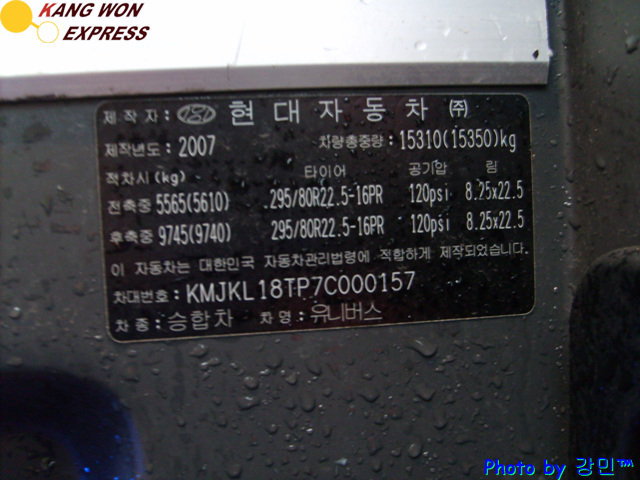 KANG WON
EXPRESS
제작자: 현대자동차 ㈜
제작년도: 2007 차량총중량: 15310(15350)kg
적차시(kg) 타이어 공기압 림
전축중 5565(5610) 295/80R22.5-16PR 120psi 8.25x22.5
후축중 9745(9740) 295/80R22.5-16PR 120psi 8.25x22.5
이 자동차는 대한민국 자동차관리법령에 적합하게 제작되었습니다.
차대번호: KMJKL18TP7C000157
차종: 승합차 차명: 유니버스
Photo by 강민™